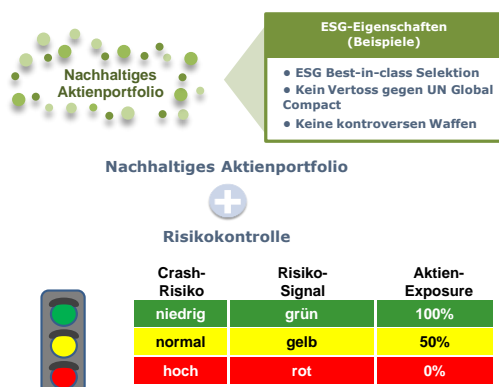 Nachhaltiges
Aktienportfolio
ESG-Eigenschaften
(Beispiele)
● ESG Best-in-class Selektion
● Kein Vertoss gegen UN Global
Compact
● Keine kontroversen Waffen
Nachhaltiges Aktienportfolio
+
Risikokontrolle
Crash-
Risiko
Risiko-
Signal
Aktien-
Exposure
niedrig grün 100%
normal gelb 50%
hoch rot 0%